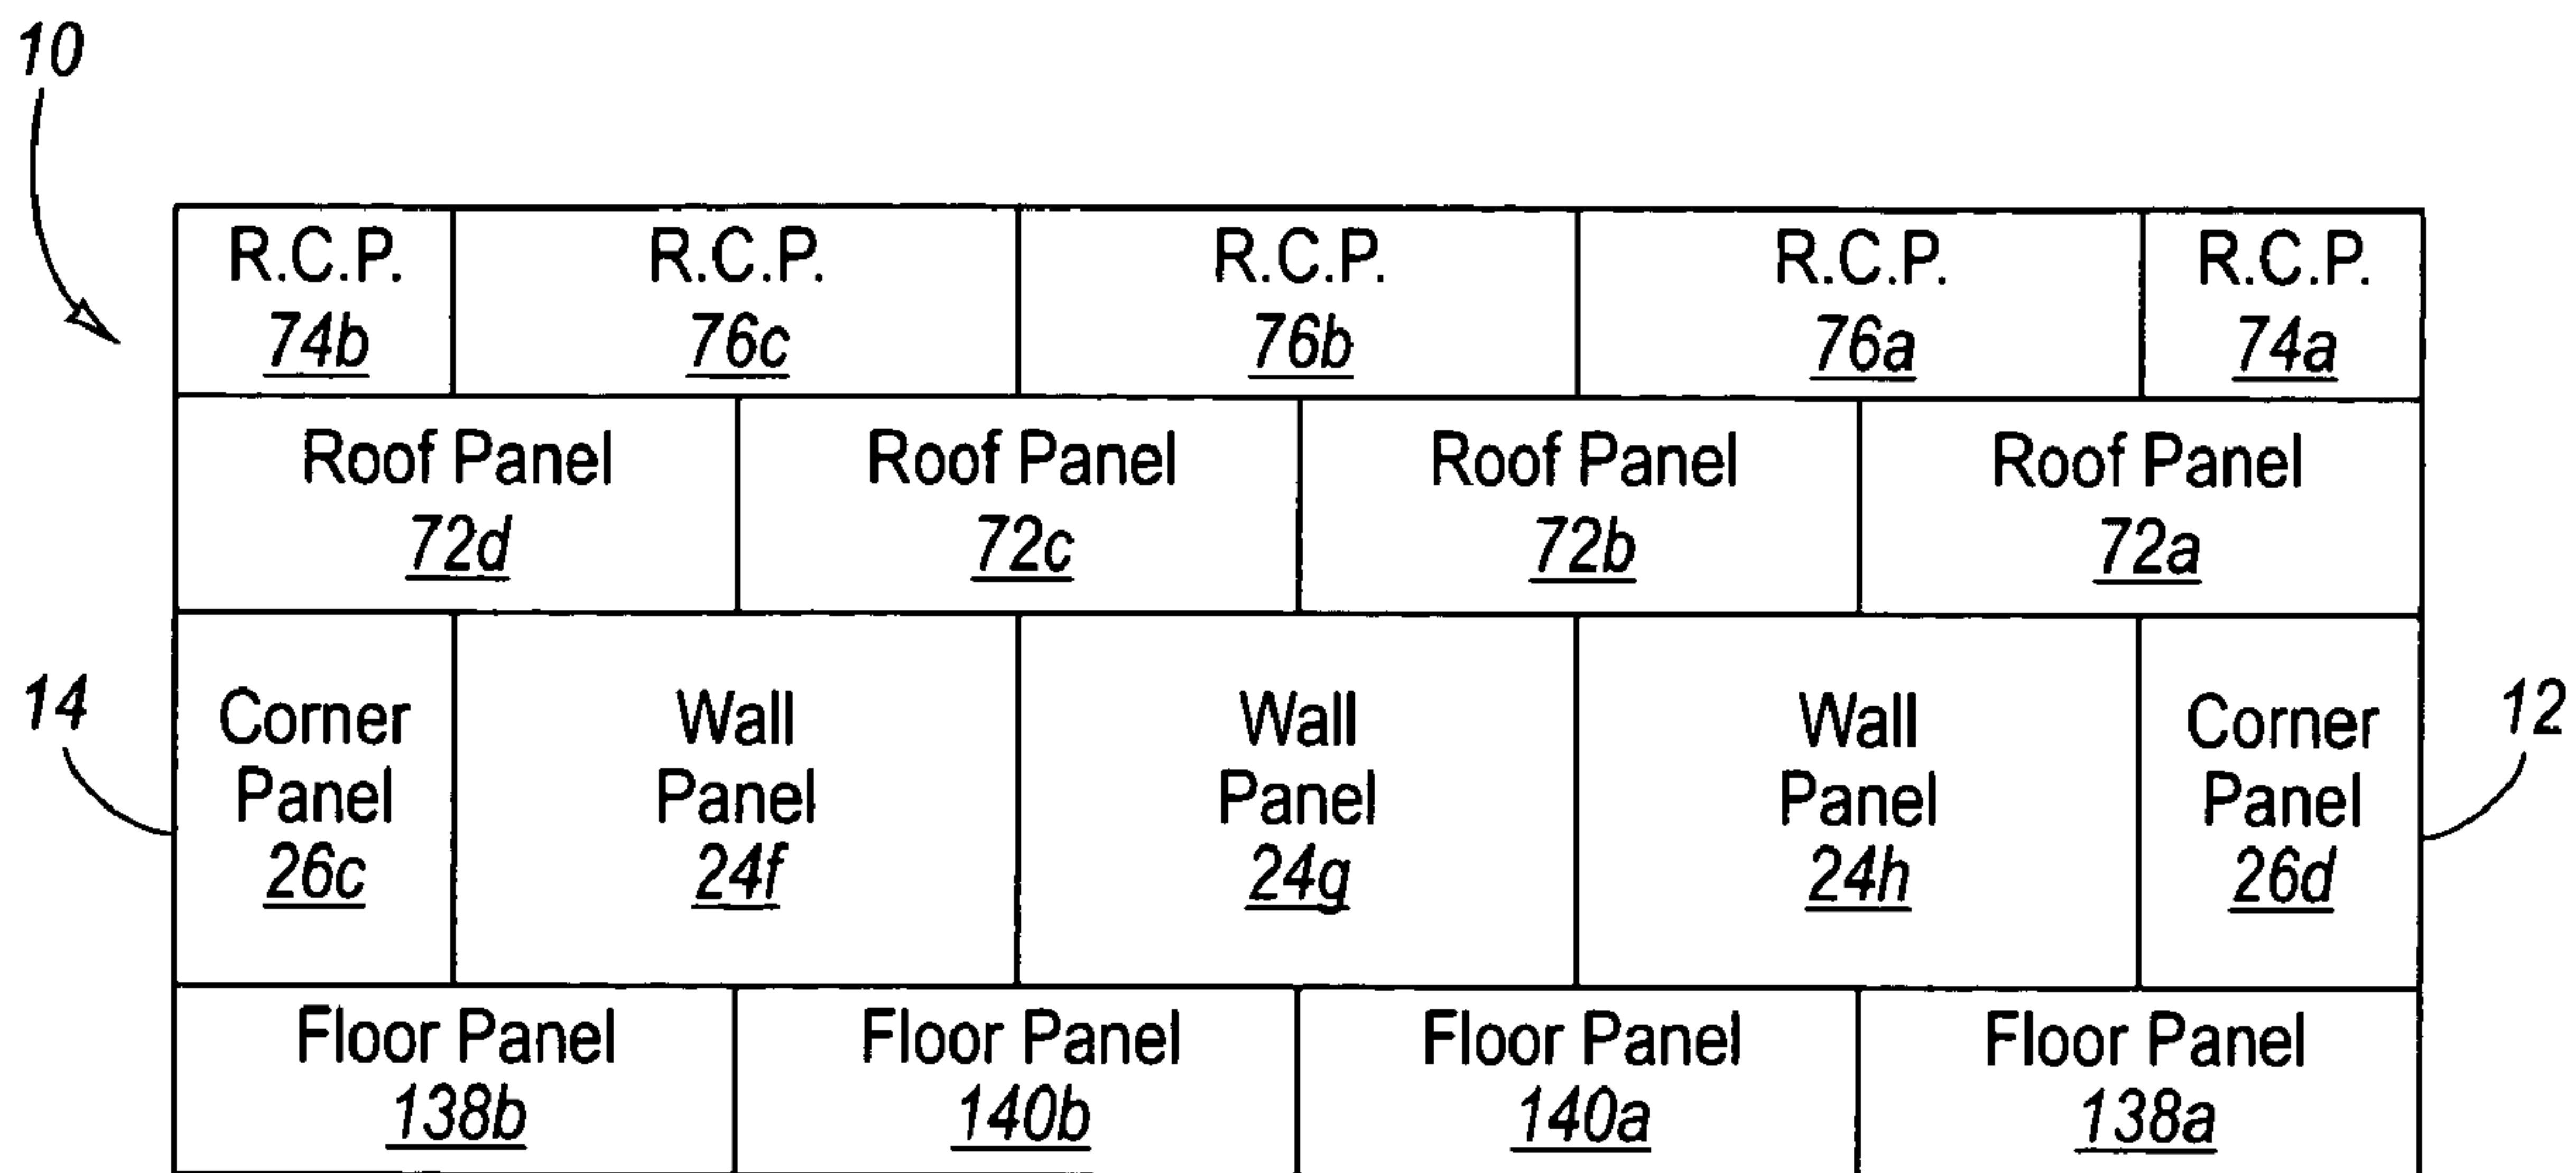 10
R.C.P. R.C.P. R.C.P. R.C.P. R.C.P.
74b 76c 76b 76a 74a
Roof Panel Roof Panel Roof Panel Roof Panel
72d 72c 72b 72a
14
Corner Panel 26c
Wall Panel 24f
Wall Panel 24g
Wall Panel 24h
Corner Panel 26d
12
Floor Panel Floor Panel Floor Panel Floor Panel
138b 140b 140a 138a